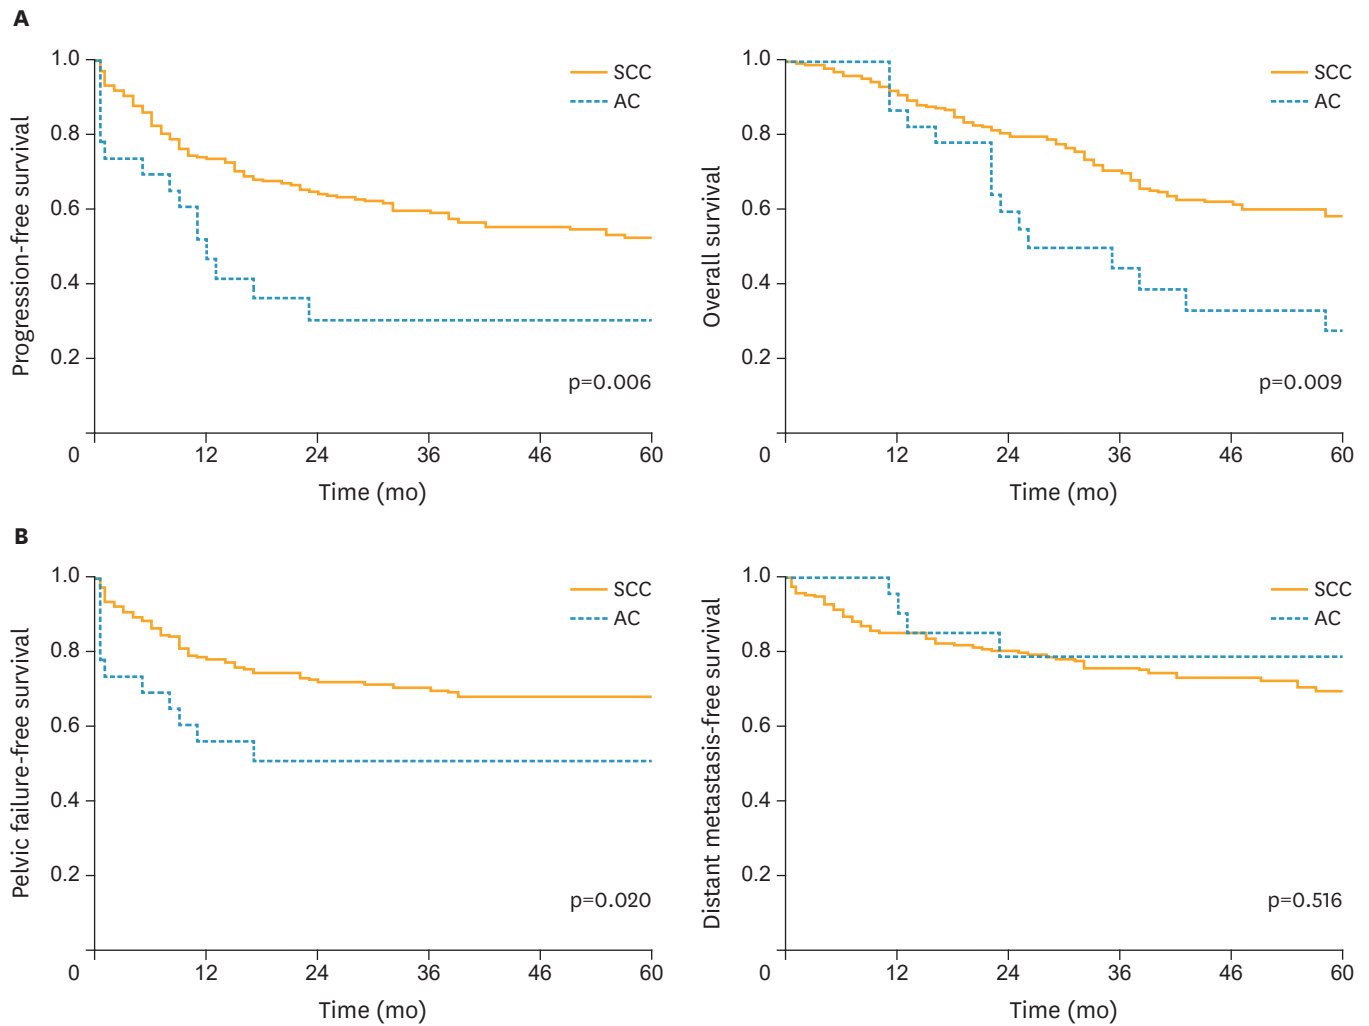 A
Progression-free survival
1.0
0.8
0.6
0.4
0.2
0
12
24
36
46
60
Time (mo)
SCC
AC
p=0.006
Overall survival
1.0
0.8
0.6
0.4
0.2
0
12
24
36
46
60
Time (mo)
SCC
AC
p=0.009
B
Pelvic failure-free survival
1.0
0.8
0.6
0.4
0.2
0
12
24
36
46
60
Time (mo)
SCC
AC
p=0.020
Distant metastasis-free survival
1.0
0.8
0.6
0.4
0.2
0
12
24
36
46
60
Time (mo)
SCC
AC
p=0.516